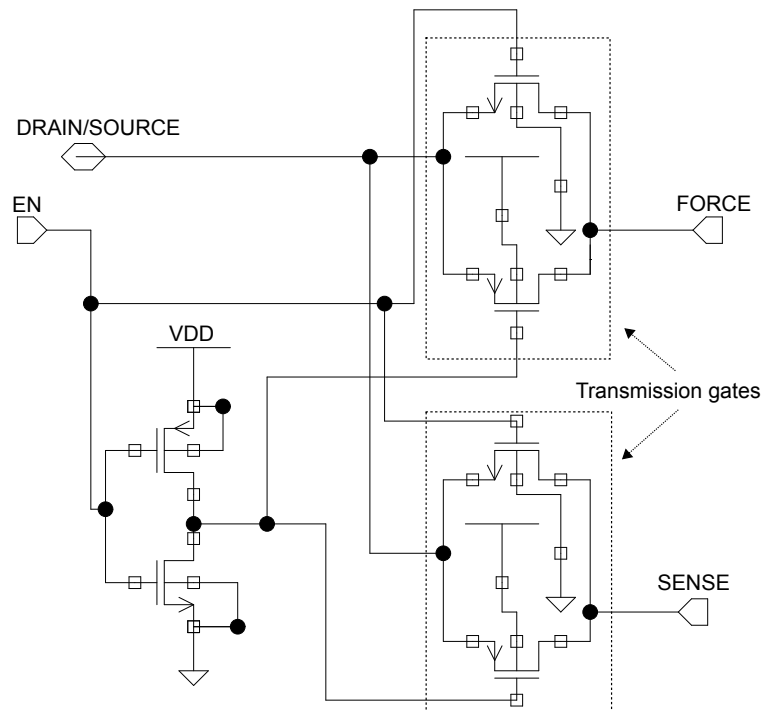 DRAIN/SOURCE
EN
FORCE
VDD
Transmission gates
SENSE